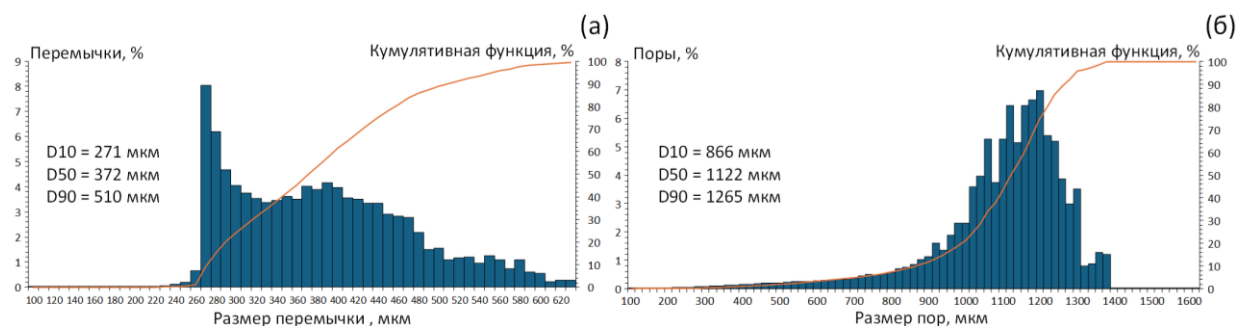 (а)
Перемычки, %
Кумулятивная функция, %
9
8
7
6
5
4
3
2
1
0
100
90
80
70
60
50
40
30
20
10
0
D10 = 271 мкм
D50 = 372 мкм
D90 = 510 мкм
100 120 140 160 180 200 220 240 260 280 300 320 340 360 380 400 420 440 460 480 500 520 540 560 580 600 620
Размер перемычки , мкм
(б)
Поры, %
Кумулятивная функция, %
8
7
6
5
4
3
2
1
0
100
90
80
70
60
50
40
30
20
10
0
D10 = 866 мкм
D50 = 1122 мкм
D90 = 1265 мкм
100 200 300 400 500 600 700 800 900 1000 1100 1200 1300 1400 1500 1600
Размер пор, мкм